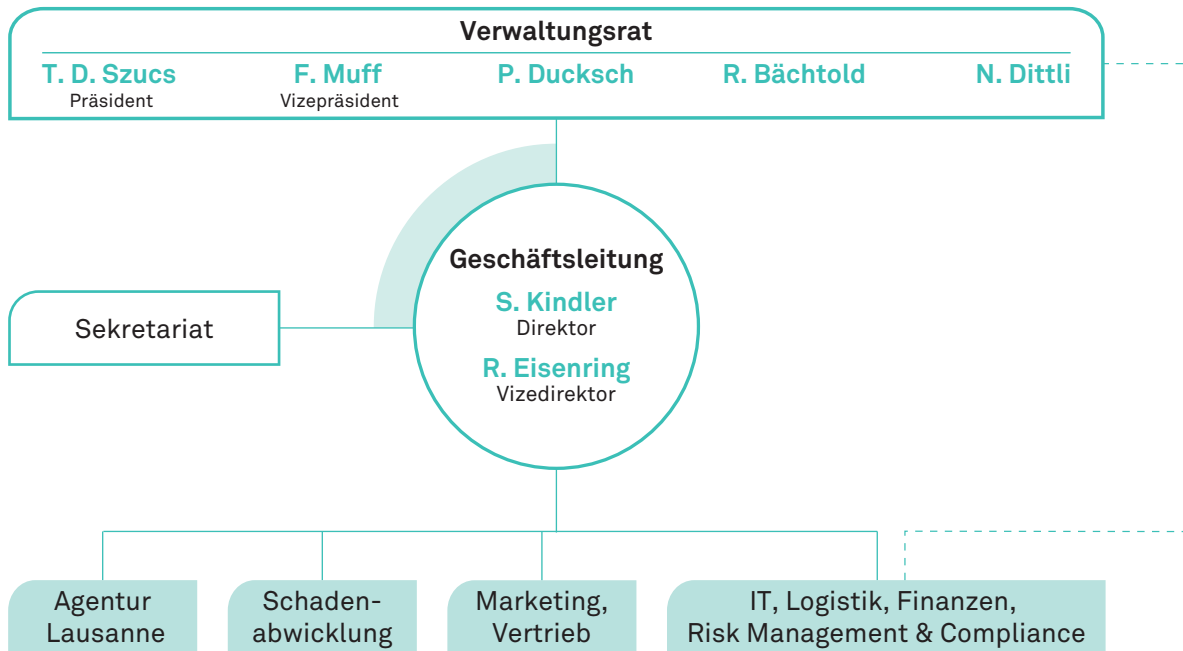 Verwaltungsrat
T. D. Szucs
Präsident
F. Muff
Vizepräsident
P. Ducksch
R. Bächtold
N. Dittli
Geschäftsleitung
S. Kindler
Direktor
R. Eisenring
Vizedirektor
Sekretariat
Agentur
Lausanne
Schaden-
abwicklung
Marketing,
Vertrieb
IT, Logistik, Finanzen,
Risk Management & Compliance